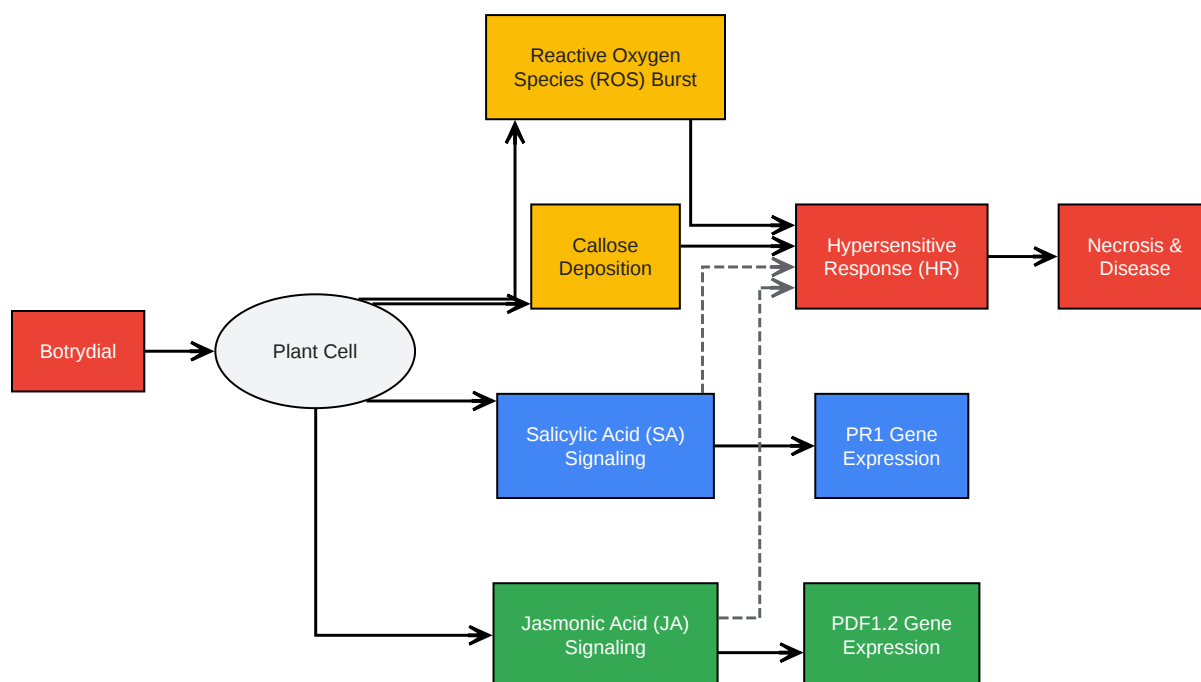 Reactive Oxygen
Species (ROS) Burst
Callose
Deposition
Hypersensitive
Response (HR)
Necrosis &
Disease
Botrydial
Plant Cell
Salicylic Acid (SA)
Signaling
PR1 Gene
Expression
Jasmonic Acid (JA)
Signaling
PDF1.2 Gene
Expression